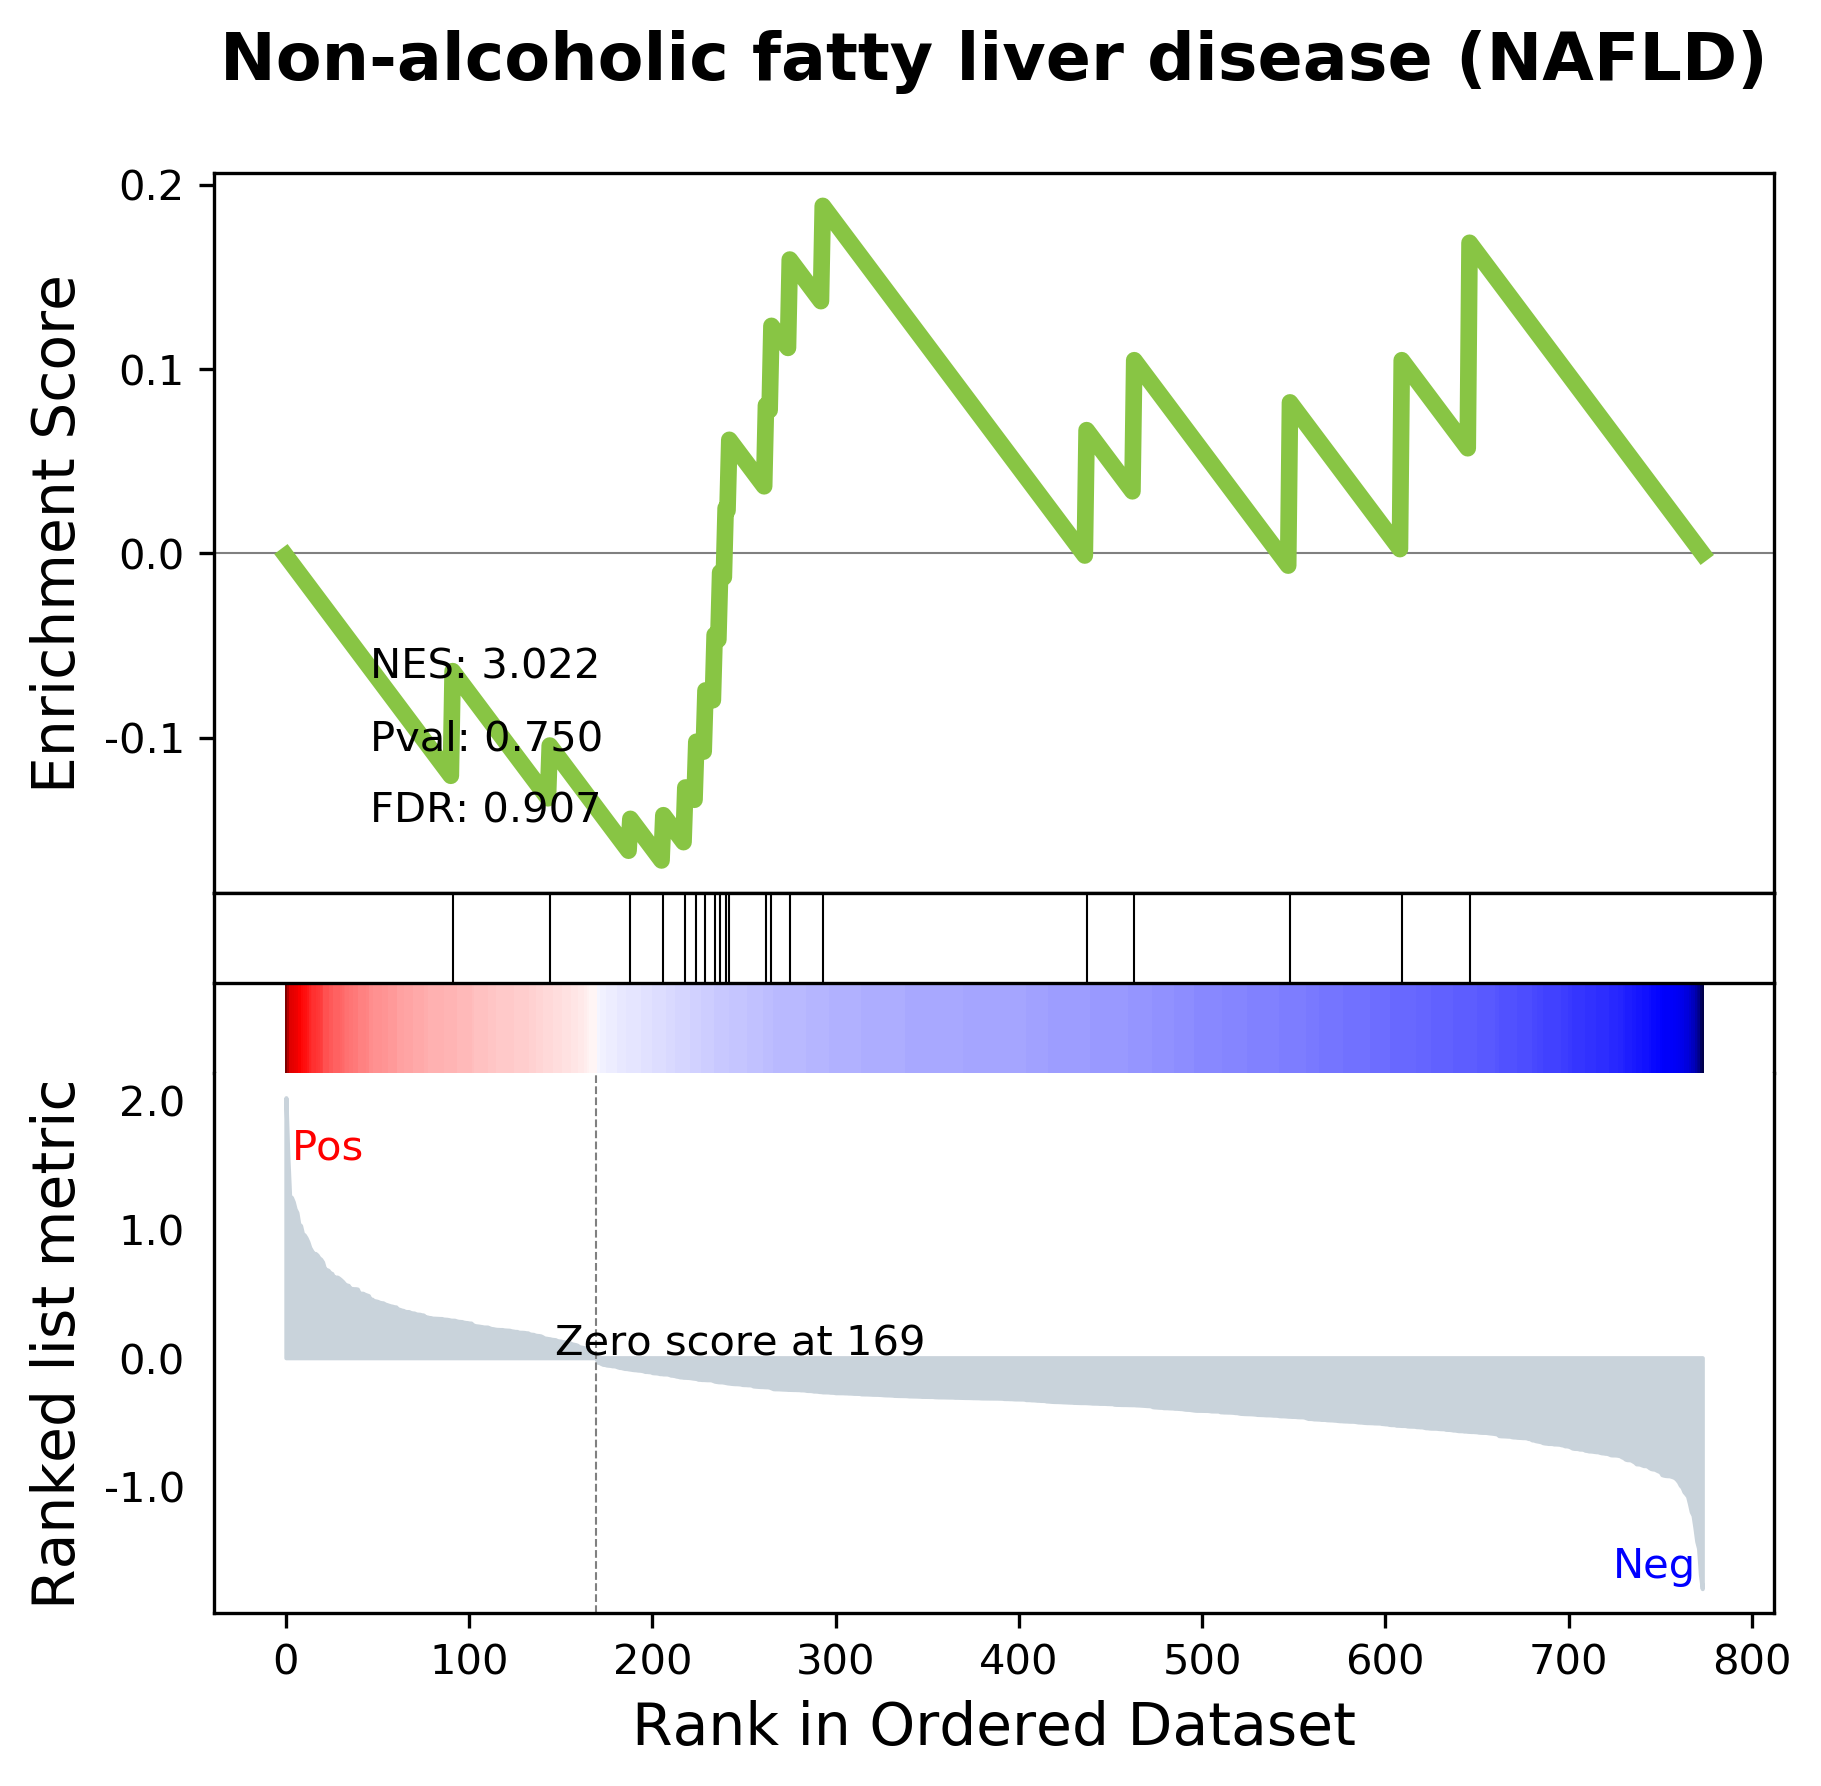 Non-alcoholic fatty liver disease (NAFLD)
Enrichment Score
0.2
0.1
0.0
-0.1
NES: 3.022
Pval: 0.750
FDR: 0.907
Ranked list metric
2.0
1.0
0.0
-1.0
Pos
Zero score at 169
Neg
0 100 200 300 400 500 600 700 800
Rank in Ordered Dataset